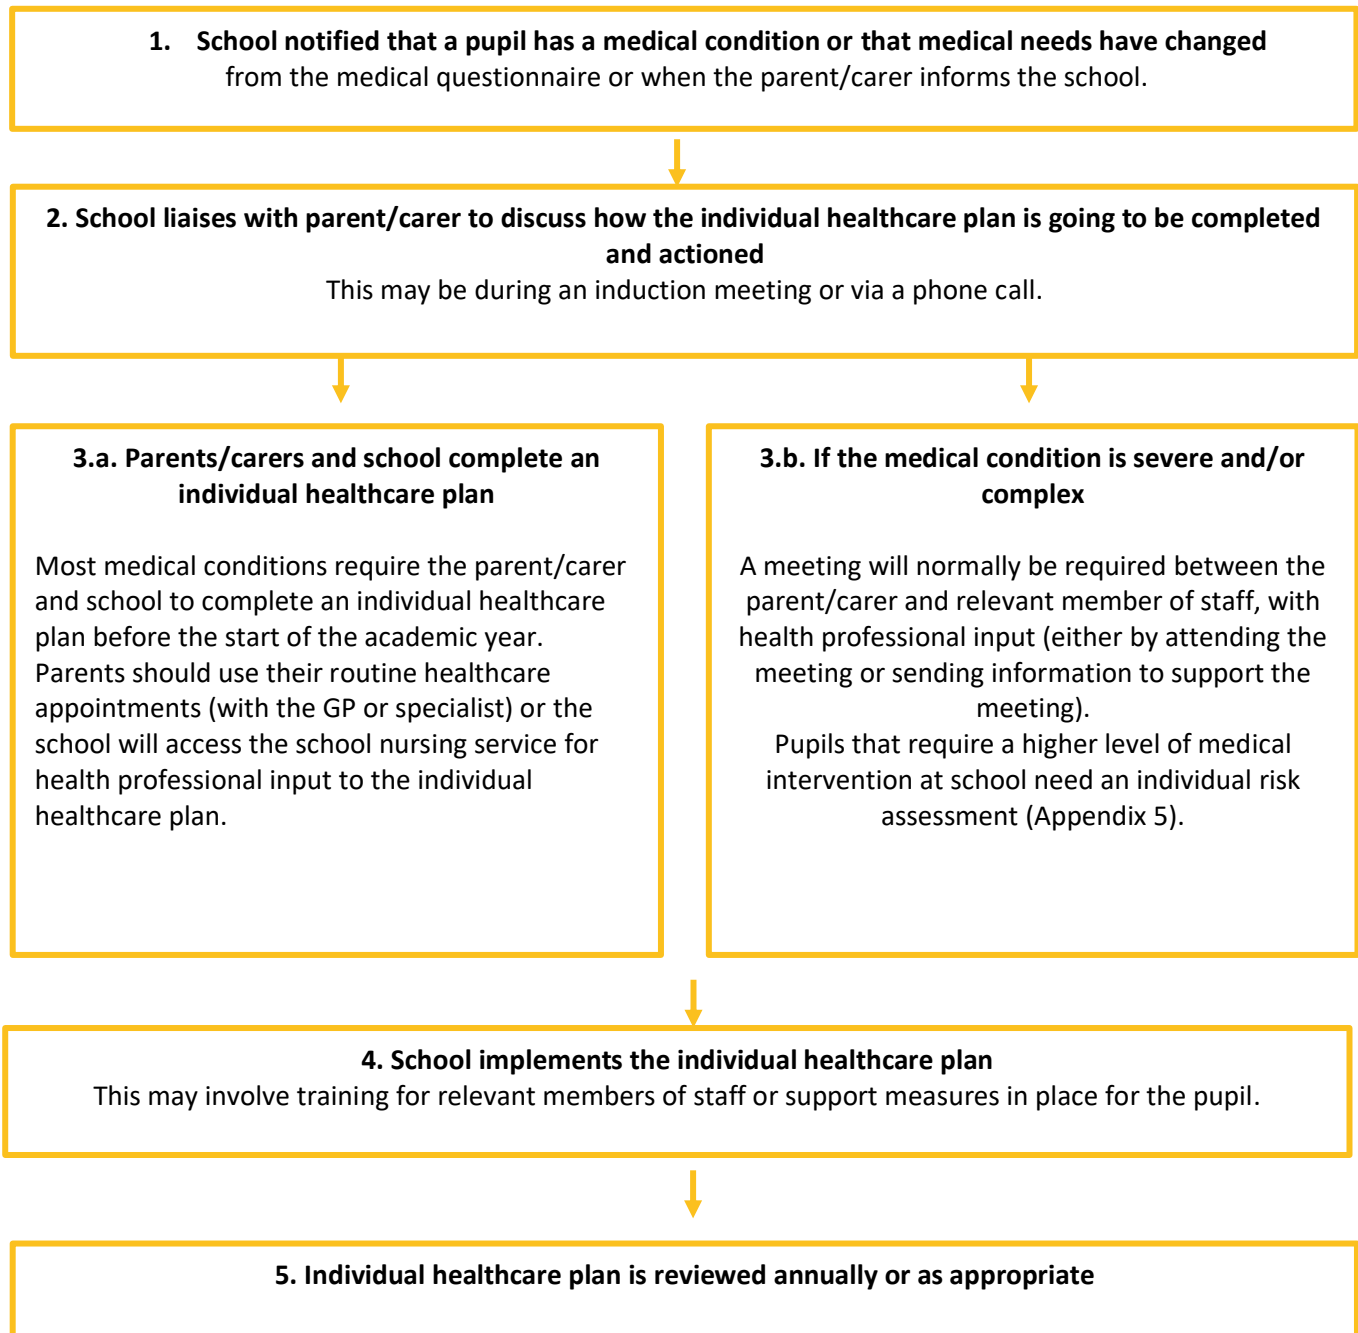 1. School notified that a pupil has a medical condition or that medical needs have changed
from the medical questionnaire or when the parent/carer informs the school.
2. School liaises with parent/carer to discuss how the individual healthcare plan is going to be completed
and actioned
This may be during an induction meeting or via a phone call.
3.a. Parents/carers and school complete an
individual healthcare plan
Most medical conditions require the parent/carer
and school to complete an individual healthcare
plan before the start of the academic year.
Parents should use their routine healthcare
appointments (with the GP or specialist) or the
school will access the school nursing service for
health professional input to the individual
healthcare plan.
3.b. If the medical condition is severe and/or
complex
A meeting will normally be required between the
parent/carer and relevant member of staff, with
health professional input (either by attending the
meeting or sending information to support the
meeting).
Pupils that require a higher level of medical
intervention at school need an individual risk
assessment (Appendix 5).
4. School implements the individual healthcare plan
This may involve training for relevant members of staff or support measures in place for the pupil.
5. Individual healthcare plan is reviewed annually or as appropriate